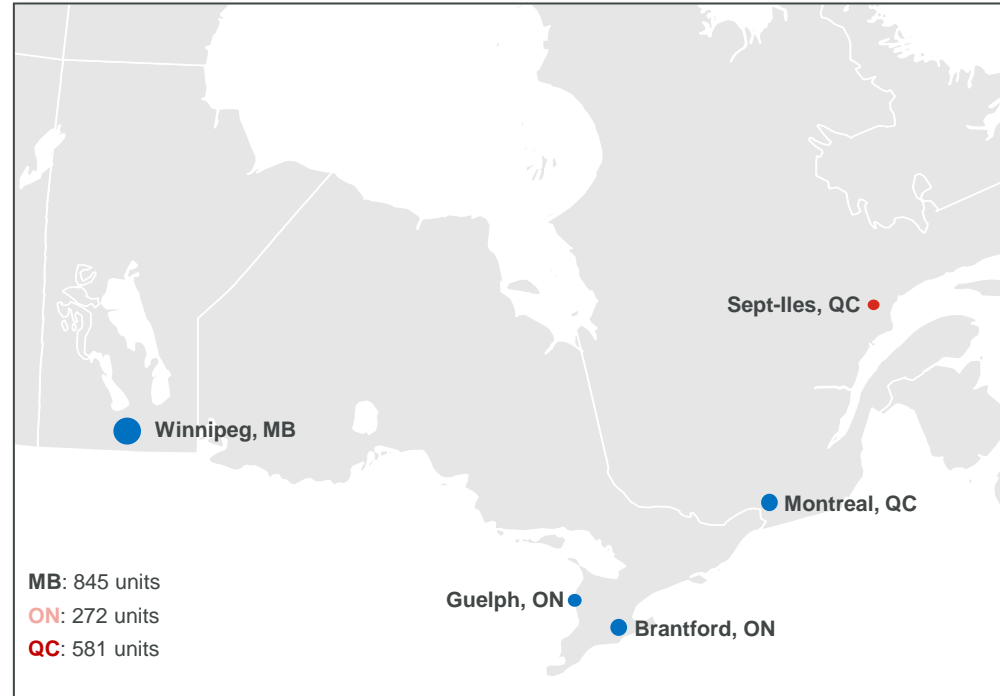 Sept-Iles, QC
Winnipeg, MB
Montreal, QC
MB: 845 units
Guelph, ON
ON: 272 units
Brantford, ON
QC: 581 units